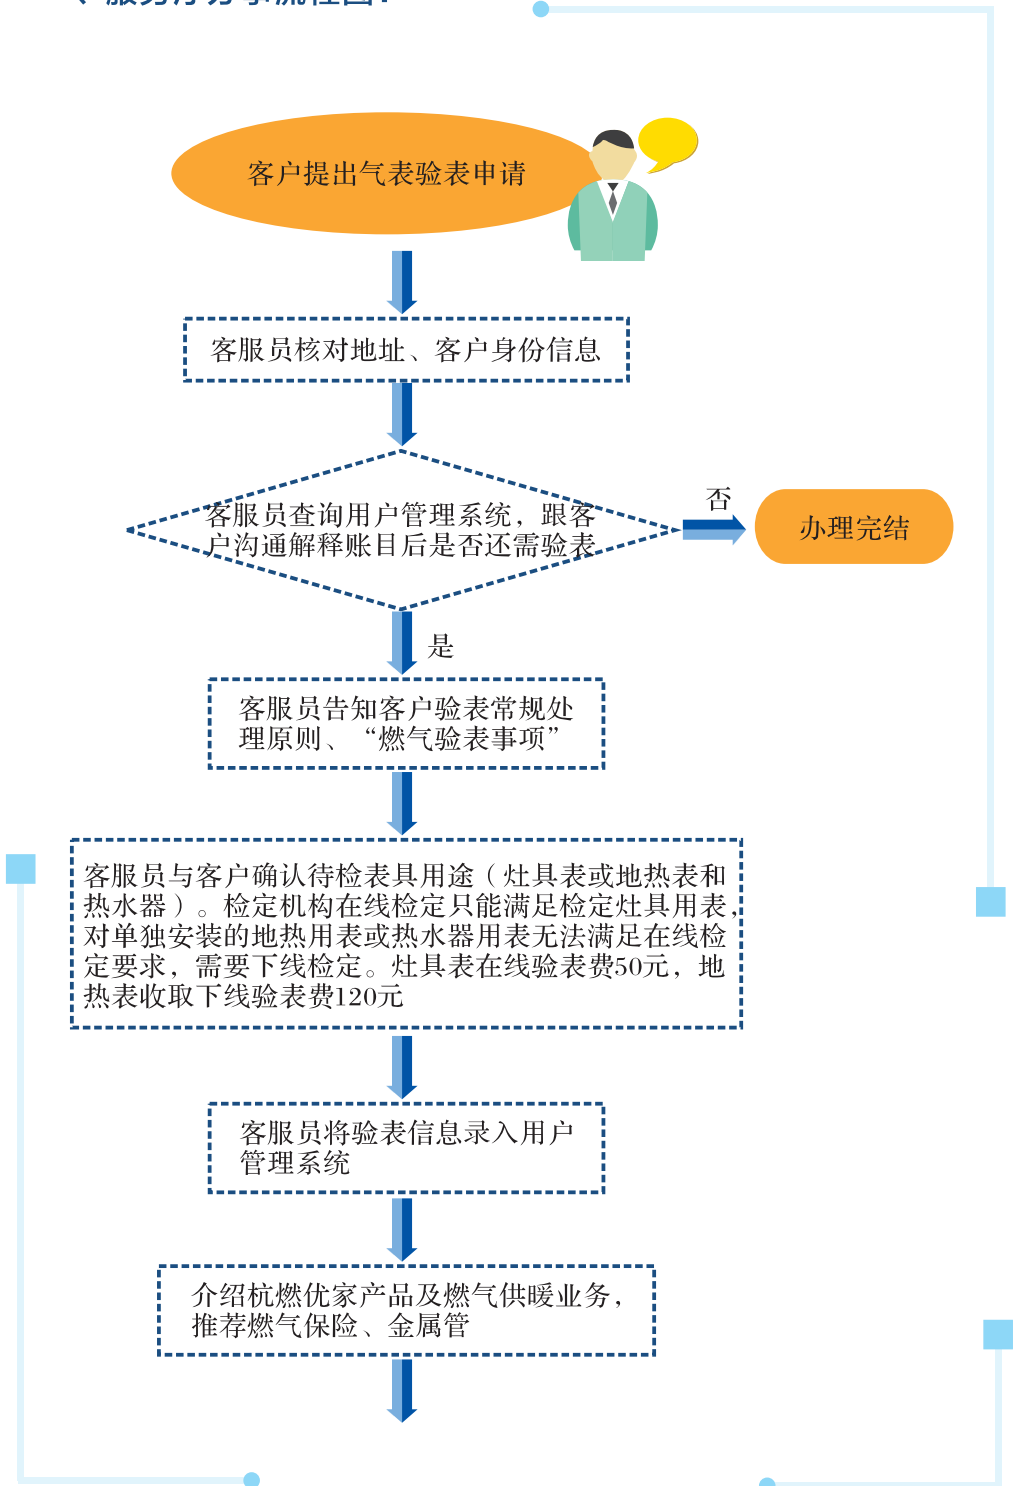 、服务厅办事流程图：
客户提出气表验表申请
客服员核对地址、客户身份信息
客服员查询用户管理系统，跟客
户沟通解释账目后是否还需验表
否
办理完结
是
客服员告知客户验表常规处
理原则、“燃气验表事项”
客服员与客户确认待检表具用途（灶具表或地热表和
热水器）。检定机构在线检定只能满足检定灶具用表，
对单独安装的地热用表或热水器用表无法满足在线检
定要求，需要下线检定。灶具表在线验表费50元，地
热表收取下线验表费120元
客服员将验表信息录入用户
管理系统
介绍杭燃优家产品及燃气供暖业务，
推荐燃气保险、金属管